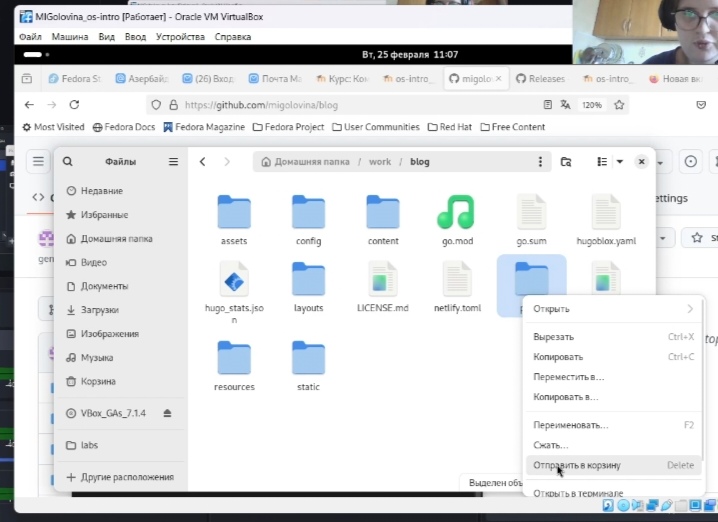 MIGolovina_os-intro [Работает] - Oracle VM VirtualBox
Файл Машина Вид Ввод Устройства Справка
Вт, 25 февраля 11:07
Fedora St Азербайд (26) Вход Почта Ma Курс: Ком os-intro_ migolo Releases os-intro_ Новая вк
https://github.com/migolovina/blog
120%
Most Visited Fedora Docs Fedora Magazine Fedora Project User Communities Red Hat Free Content
Файлы
Домашняя папка / work / blog
ettings
Недавние
Избранные
Домашняя папка
Видео
Документы
Загрузки
Изображения
Музыка
Корзина
VBox_GAs_7.1.4
labs
Другие расположения
assets config content go.mod go.sum hugoblox.yaml
hugo_stats.jso
n
layouts LICENSE.md netlify.toml
resources static
Открыть
Вырезать Ctrl+X
Копировать Ctrl+C
Переместить в...
Копировать в...
Переименовать... F2
Сжать...
Отправить в корзину Delete
Открыть в терминале
Выделен объ
gen
St